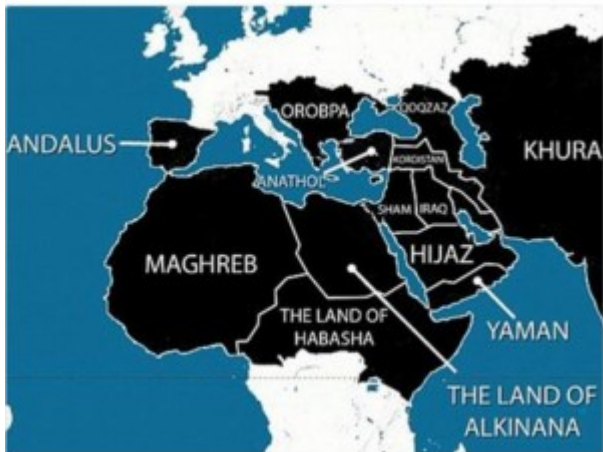 OROBPA
QOQZAZ
ANDALUS
KHURA
KORDISTAN
ANATHOL
SHAM
IRAQ
MAGHREB
HIJAZ
THE LAND OF
HABASHA
YAMAN
THE LAND OF
ALKINANA